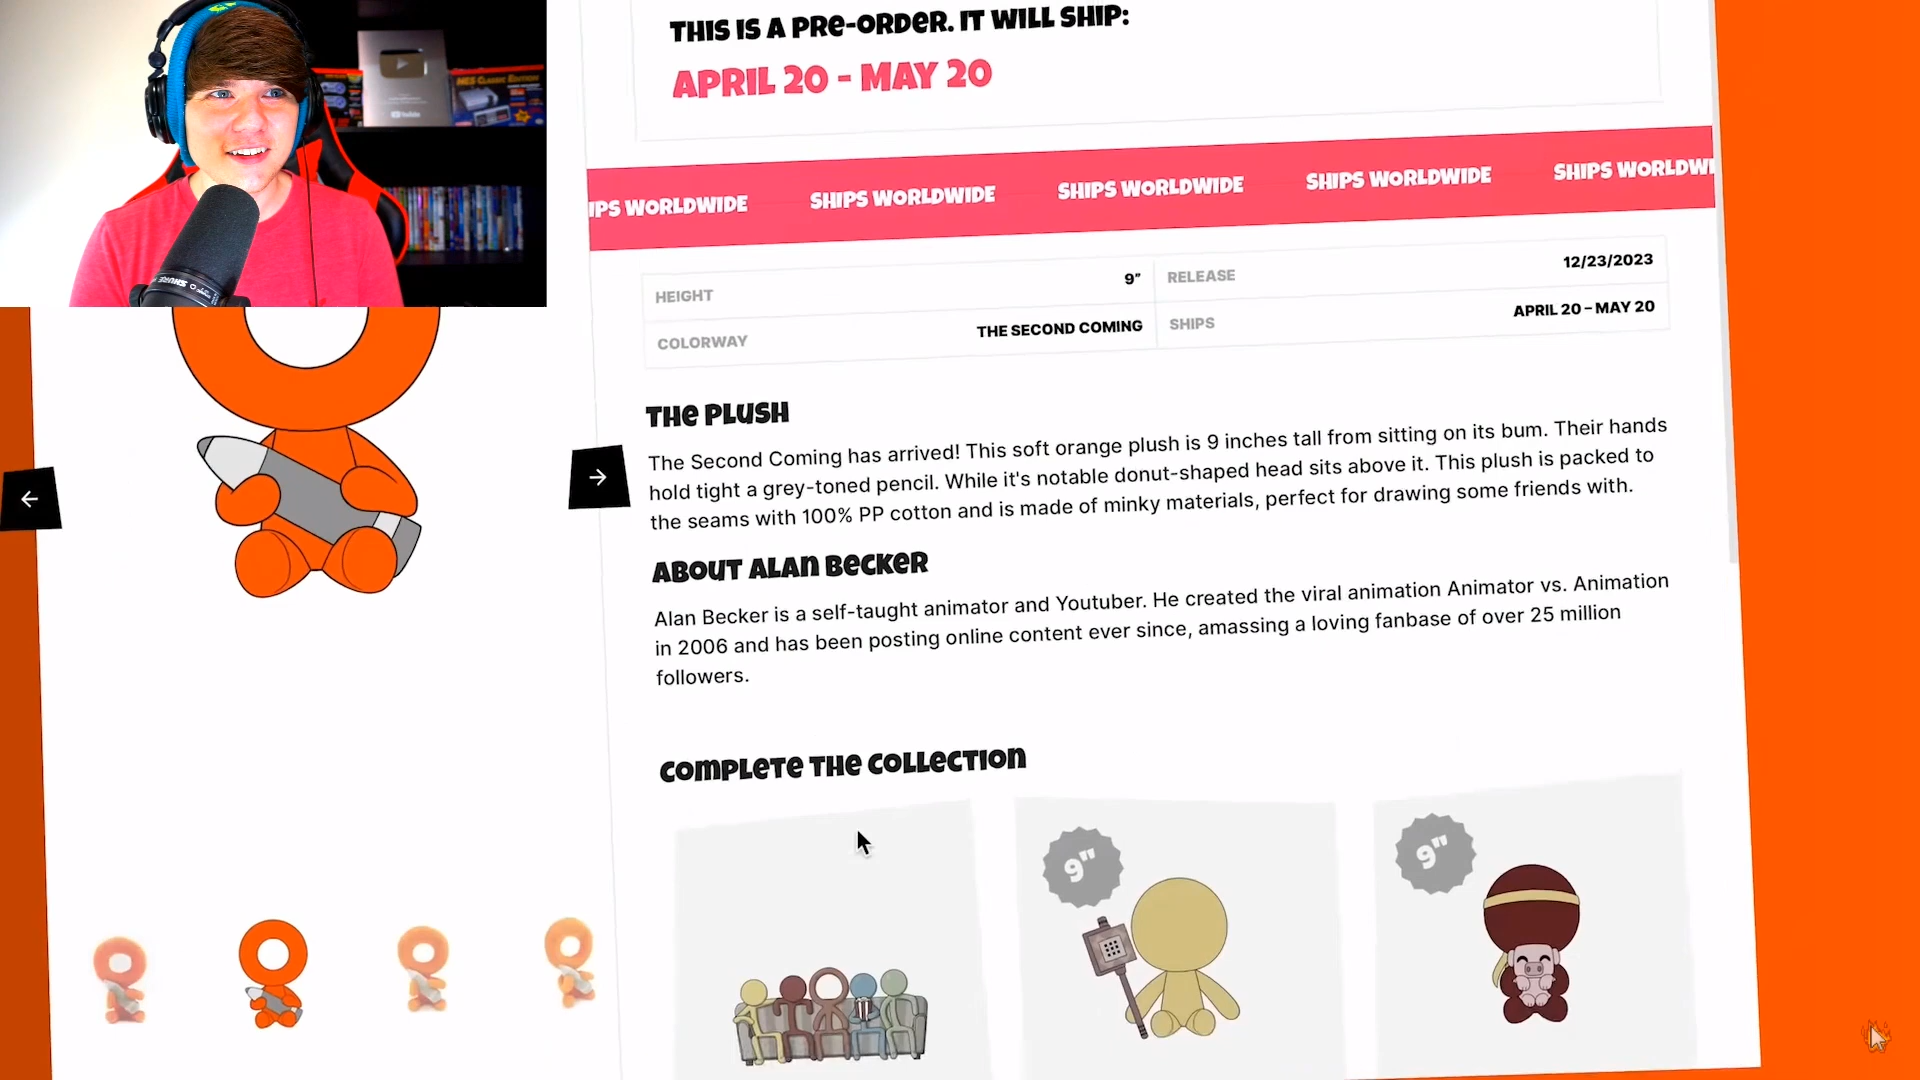 THIS IS A PRE-ORDER. IT WILL SHIP:
APRIL 20 - MAY 20
IPS WORLDWIDE SHIPS WORLDWIDE SHIPS WORLDWIDE SHIPS WORLDWIDE SHIPS WORLDWI
HEIGHT 9" RELEASE 12/23/2023
COLORWAY THE SECOND COMING SHIPS APRIL 20 – MAY 20
THE PLUSH
The Second Coming has arrived! This soft orange plush is 9 inches tall from sitting on its bum. Their hands
hold tight a grey-toned pencil. While it's notable donut-shaped head sits above it. This plush is packed to
the seams with 100% PP cotton and is made of minky materials, perfect for drawing some friends with.
ABOUT ALAN BECKER
Alan Becker is a self-taught animator and Youtuber. He created the viral animation Animator vs. Animation
in 2006 and has been posting online content ever since, amassing a loving fanbase of over 25 million
followers.
COMPLETE THE COLLECTION
9"
9"
NES CLASSIC EDITION
YouTube
SHURE